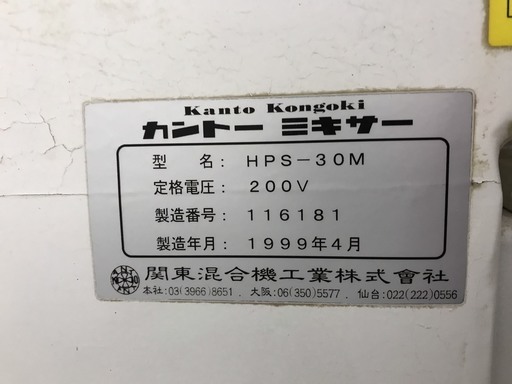 Kanto Kongoki
カントー ミキサー
型　名：HPS－30M
定格電圧：200V
製造番号：116181
製造年月：1999年4月
関東混合機工業株式會社
本社:03(3966)8651. 大阪:06(350)5577. 仙台:022(222)0556